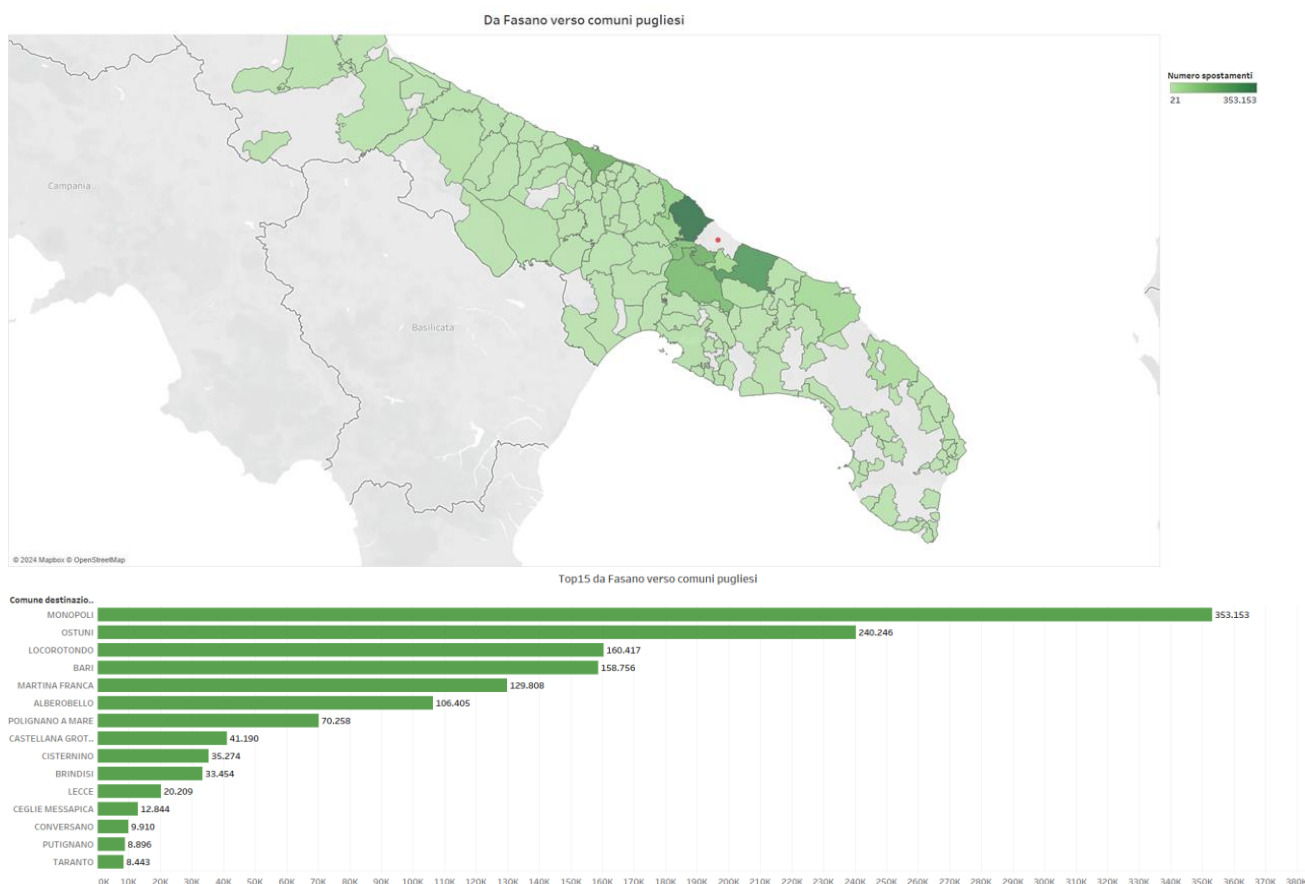 Da Fasano verso comuni pugliesi
Numero spostamenti
21 353.153
Campania
Basilicata
© 2024 Mapbox © OpenStreetMap
Top15 da Fasano verso comuni pugliesi
Comune destinazio..
MONOPOLI 353.153
OSTUNI 240.246
LOCOROTONDO 160.417
BARI 158.756
MARTINA FRANCA 129.808
ALBEROBELLO 106.405
POLIGNANO A MARE 70.258
CASTELLANA GROT.. 41.190
CISTERNINO 35.274
BRINDISI 33.454
LECCE 20.209
CEGLIE MESSAPICA 12.844
CONVERSANO 9.910
PUTIGNANO 8.896
TARANTO 8.443
0K 10K 20K 30K 40K 50K 60K 70K 80K 90K 100K 110K 120K 130K 140K 150K 160K 170K 180K 190K 200K 210K 220K 230K 240K 250K 260K 270K 280K 290K 300K 310K 320K 330K 340K 350K 360K 370K 380K